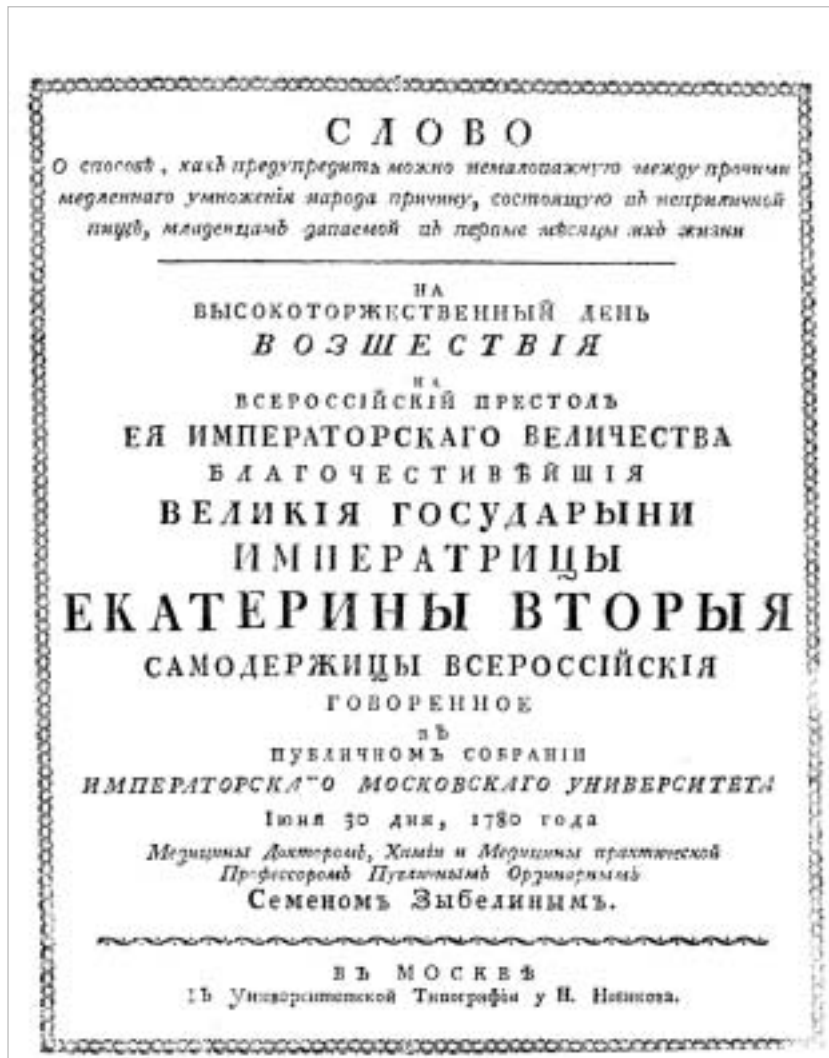 СЛОВО
О способѣ, какъ предупредить можно немаловажную между прочими
медленнаго умноженія народа причину, состоящую въ неприличной
пищѣ, младенцамъ даваемой въ первые мѣсяцы ихъ жизни
НА
ВЫСОКОТОРЖЕСТВЕННЫЙ ДЕНЬ
ВОЗШЕСТВІЯ
НА
ВСЕРОССІЙСКІЙ ПРЕСТОЛЪ
ЕЯ ИМПЕРАТОРСКАГО ВЕЛИЧЕСТВА
БЛАГОЧЕСТИВѢЙШІЯ
ВЕЛИКІЯ ГОСУДАРЫНИ
ИМПЕРАТРИЦЫ
ЕКАТЕРИНЫ ВТОРЫЯ
САМОДЕРЖИЦЫ ВСЕРОССІЙСКІЯ
ГОВОРЕННОЕ
ВЪ
ПУБЛИЧНОМЪ СОБРАНІИ
ИМПЕРАТОРСКАГО МОСКОВСКАГО УНИВЕРСИТЕТА
Іюня 30 дня, 1780 года
Медицины Докторомъ, Химіи и Медицины практической
Профессоромъ Публичнымъ Ординарнымъ
Семеномъ Зыбелинымъ.
ВЪ МОСКВѢ
Въ Университетской Типографіи у Н. Новикова.